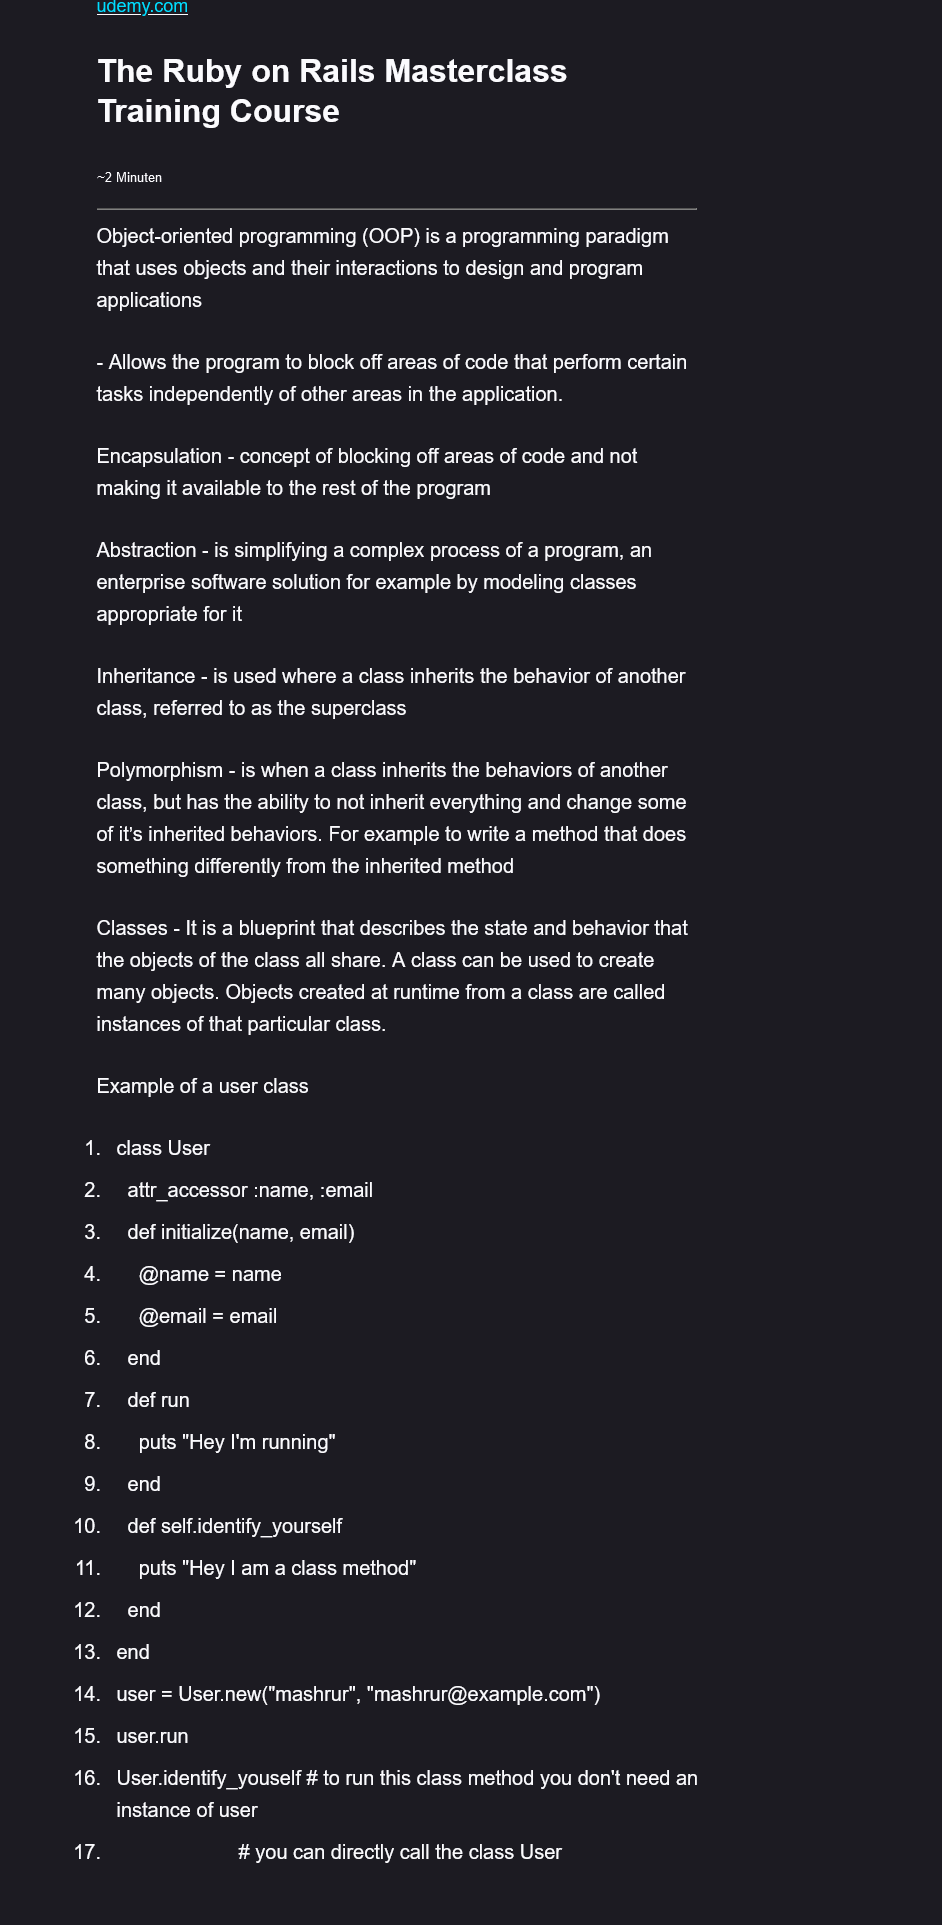 udemy.com
The Ruby on Rails Masterclass
Training Course
~2 Minuten
Object-oriented programming (OOP) is a programming paradigm
that uses objects and their interactions to design and program
applications
- Allows the program to block off areas of code that perform certain
tasks independently of other areas in the application.
Encapsulation - concept of blocking off areas of code and not
making it available to the rest of the program
Abstraction - is simplifying a complex process of a program, an
enterprise software solution for example by modeling classes
appropriate for it
Inheritance - is used where a class inherits the behavior of another
class, referred to as the superclass
Polymorphism - is when a class inherits the behaviors of another
class, but has the ability to not inherit everything and change some
of it’s inherited behaviors. For example to write a method that does
something differently from the inherited method
Classes - It is a blueprint that describes the state and behavior that
the objects of the class all share. A class can be used to create
many objects. Objects created at runtime from a class are called
instances of that particular class.
Example of a user class
1. class User
2. attr_accessor :name, :email
3. def initialize(name, email)
4. @name = name
5. @email = email
6. end
7. def run
8. puts "Hey I'm running"
9. end
10. def self.identify_yourself
11. puts "Hey I am a class method"
12. end
13. end
14. user = User.new("mashrur", "mashrur@example.com")
15. user.run
16. User.identify_youself # to run this class method you don't need an
instance of user
17. # you can directly call the class User